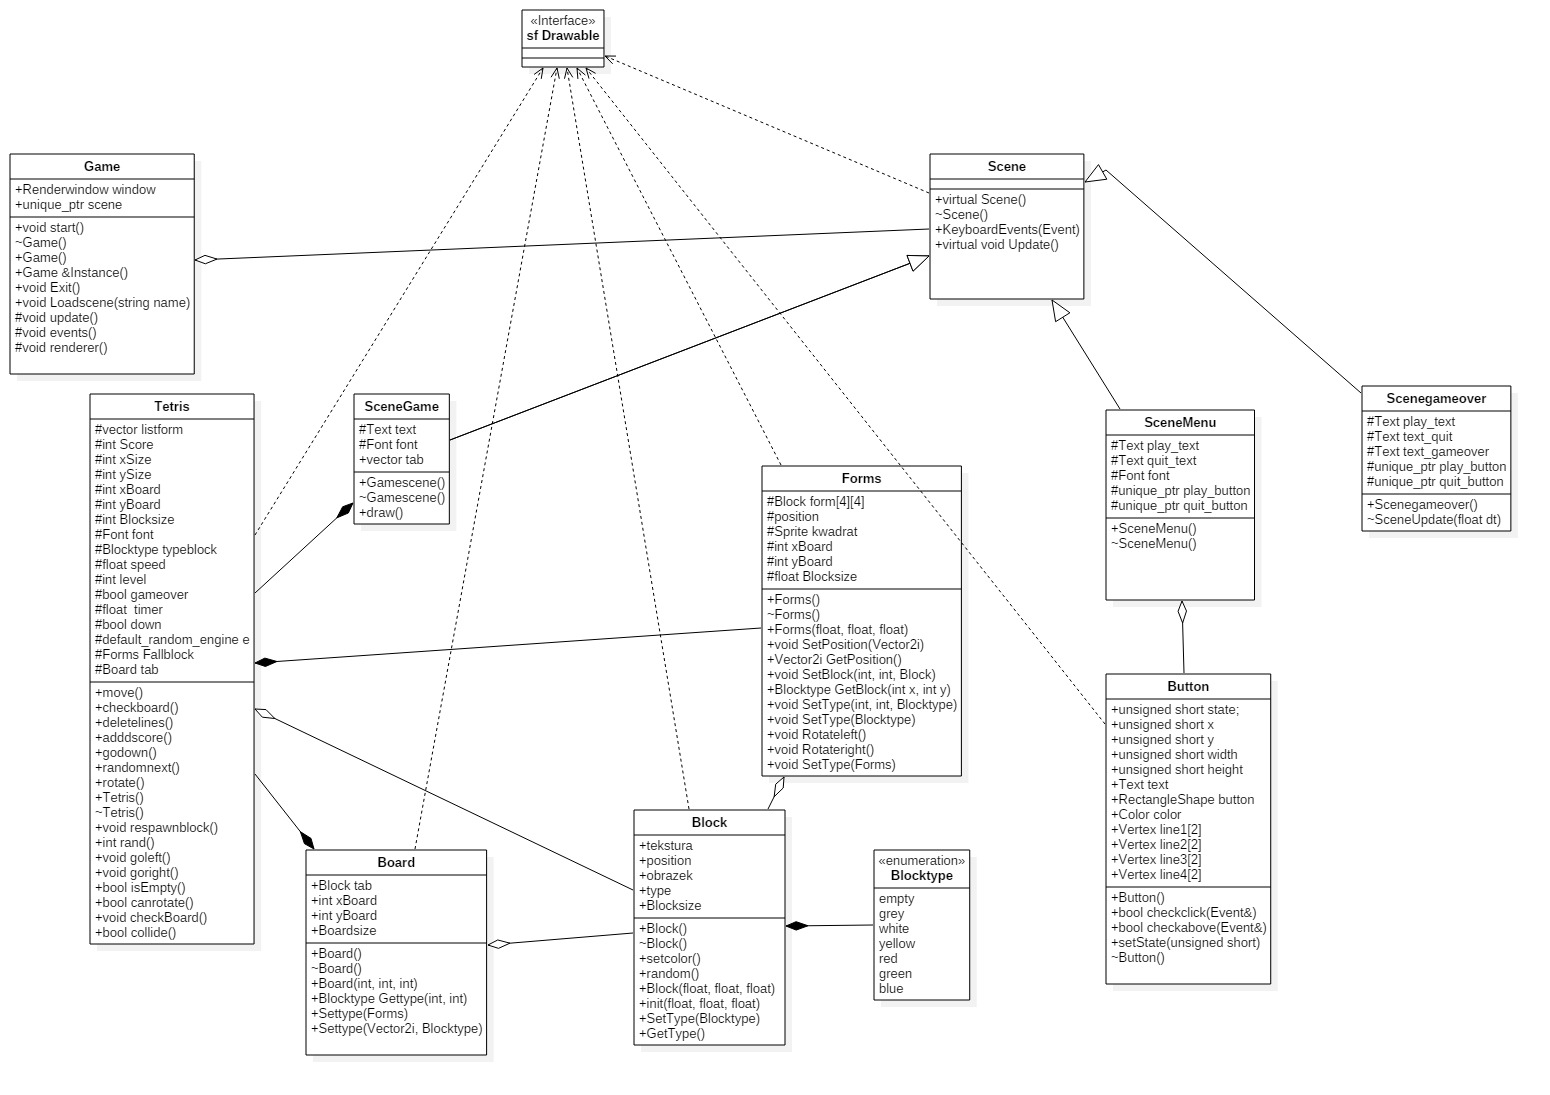 «Interface»
sf Drawable
Game
+Renderwindow window
+unique_ptr scene
+void start()
~Game()
+Game()
+Game &Instance()
+void Exit()
+void Loadscene(string name)
#void update()
#void events()
#void renderer()
Scene
+virtual Scene()
~Scene()
+KeyboardEvents(Event)
+virtual void Update()
Tetris
#vector listform
#int Score
#int xSize
#int ySize
#int xBoard
#int yBoard
#int Blocksize
#Font font
#Blocktype typeblock
#float speed
#int level
#bool gameover
#float  timer
#bool down
#default_random_engine e
#Forms Fallblock
#Board tab
+move()
+checkboard()
+deletelines()
+adddscore()
+godown()
+randomnext()
+rotate()
+Tetris()
~Tetris()
+void respawnblock()
+int rand()
+void goleft()
+void goright()
+bool isEmpty()
+bool canrotate()
+void checkBoard()
+bool collide()
SceneGame
#Text text
#Font font
+vector tab
+Gamescene()
~Gamescene()
+draw()
Forms
#Block form[4][4]
#position
#Sprite kwadrat
#int xBoard
#int yBoard
#float Blocksize
+Forms()
~Forms()
+Forms(float, float, float)
+void SetPosition(Vector2i)
+Vector2i GetPosition()
+void SetBlock(int, int, Block)
+Blocktype GetBlock(int x, int y)
+void SetType(int, int, Blocktype)
+void SetType(Blocktype)
+void Rotateleft()
+void Rotateright()
+void SetType(Forms)
SceneMenu
#Text play_text
#Text quit_text
#Font font
#unique_ptr play_button
#unique_ptr quit_button
+SceneMenu()
~SceneMenu()
Scenegameover
#Text play_text
#Text text_quit
#Text text_gameover
#unique_ptr play_button
#unique_ptr quit_button
+Scenegameover()
~SceneUpdate(float dt)
Button
+unsigned short state;
+unsigned short x
+unsigned short y
+unsigned short width
+unsigned short height
+Text text
+RectangleShape button
+Color color
+Vertex line1[2]
+Vertex line2[2]
+Vertex line3[2]
+Vertex line4[2]
+Button()
+bool checkclick(Event&)
+bool checkabove(Event&)
+setState(unsigned short)
~Button()
Board
+Block tab
+int xBoard
+int yBoard
+Boardsize
+Board()
~Board()
+Board(int, int, int)
+Blocktype Gettype(int, int)
+Settype(Forms)
+Settype(Vector2i, Blocktype)
Block
+tekstura
+position
+obrazek
+type
+Blocksize
+Block()
~Block()
+setcolor()
+random()
+Block(float, float, float)
+init(float, float, float)
+SetType(Blocktype)
+GetType()
«enumeration»
Blocktype
empty
grey
white
yellow
red
green
blue